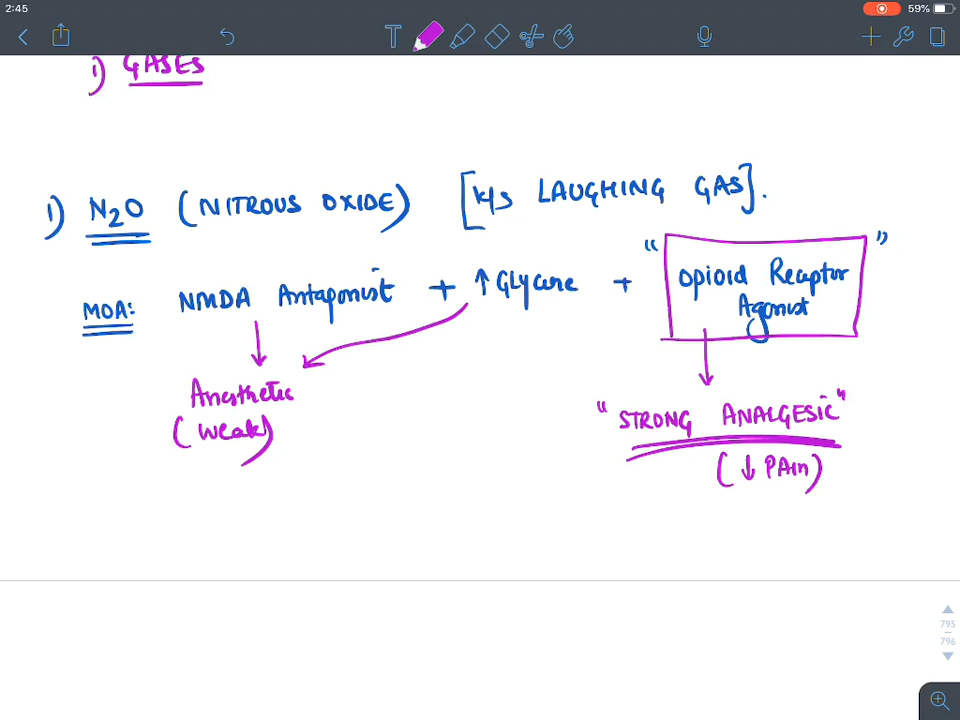 2:45
59%
T
1) GASES
1) N2O (NITROUS OXIDE) [k/s LAUGHING GAS].
MOA: NMDA Antagonist + ↑ Glycine + "Opioid Receptor
Agonist"
Anesthetic
(Weak)
"STRONG ANALGESIC"
(↓ PAin)
795
796